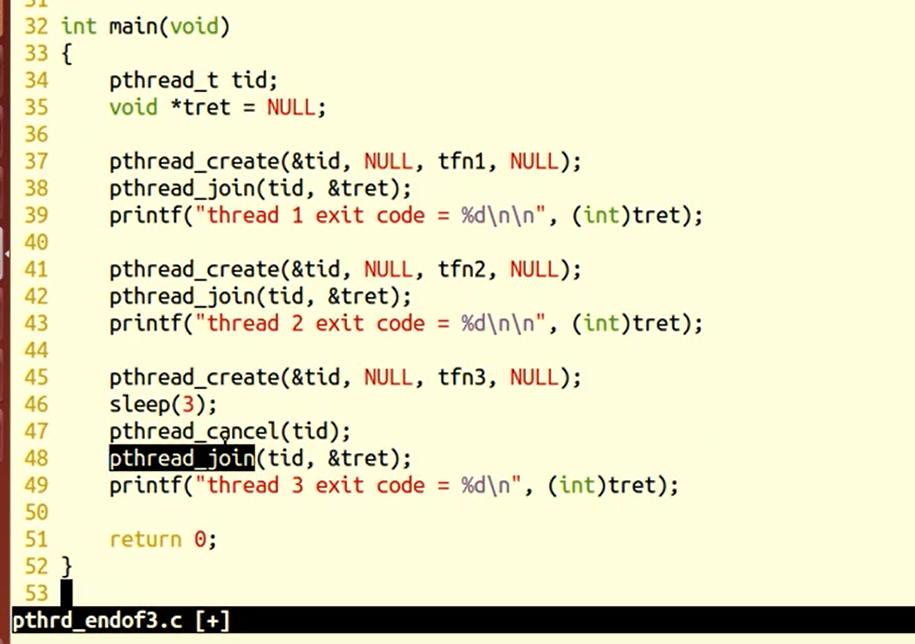 31
32 int main(void)
33 {
34     pthread_t tid;
35     void *tret = NULL;
36
37     pthread_create(&tid, NULL, tfn1, NULL);
38     pthread_join(tid, &tret);
39     printf("thread 1 exit code = %d\n\n", (int)tret);
40
41     pthread_create(&tid, NULL, tfn2, NULL);
42     pthread_join(tid, &tret);
43     printf("thread 2 exit code = %d\n\n", (int)tret);
44
45     pthread_create(&tid, NULL, tfn3, NULL);
46     sleep(3);
47     pthread_cancel(tid);
48     pthread_join(tid, &tret);
49     printf("thread 3 exit code = %d\n", (int)tret);
50
51     return 0;
52 }
53
pthrd_endof3.c [+]